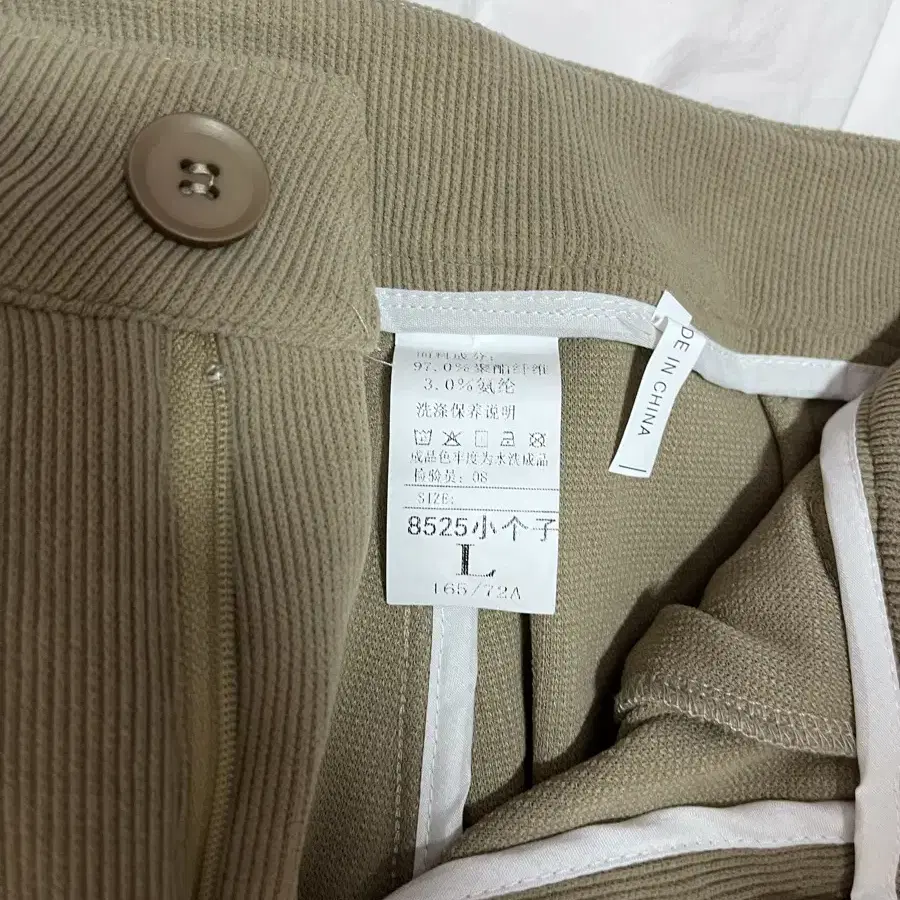 面料成分:
97.0%聚酯纤维
3.0%氨纶
洗涤保养说明
成品色牢度为水洗成品
检验员: 08
SIZE:
8525小个子
L
165/72A
DE IN CHINA